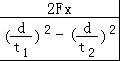 2Fx
(d/t₁)² − (d/t₂)²